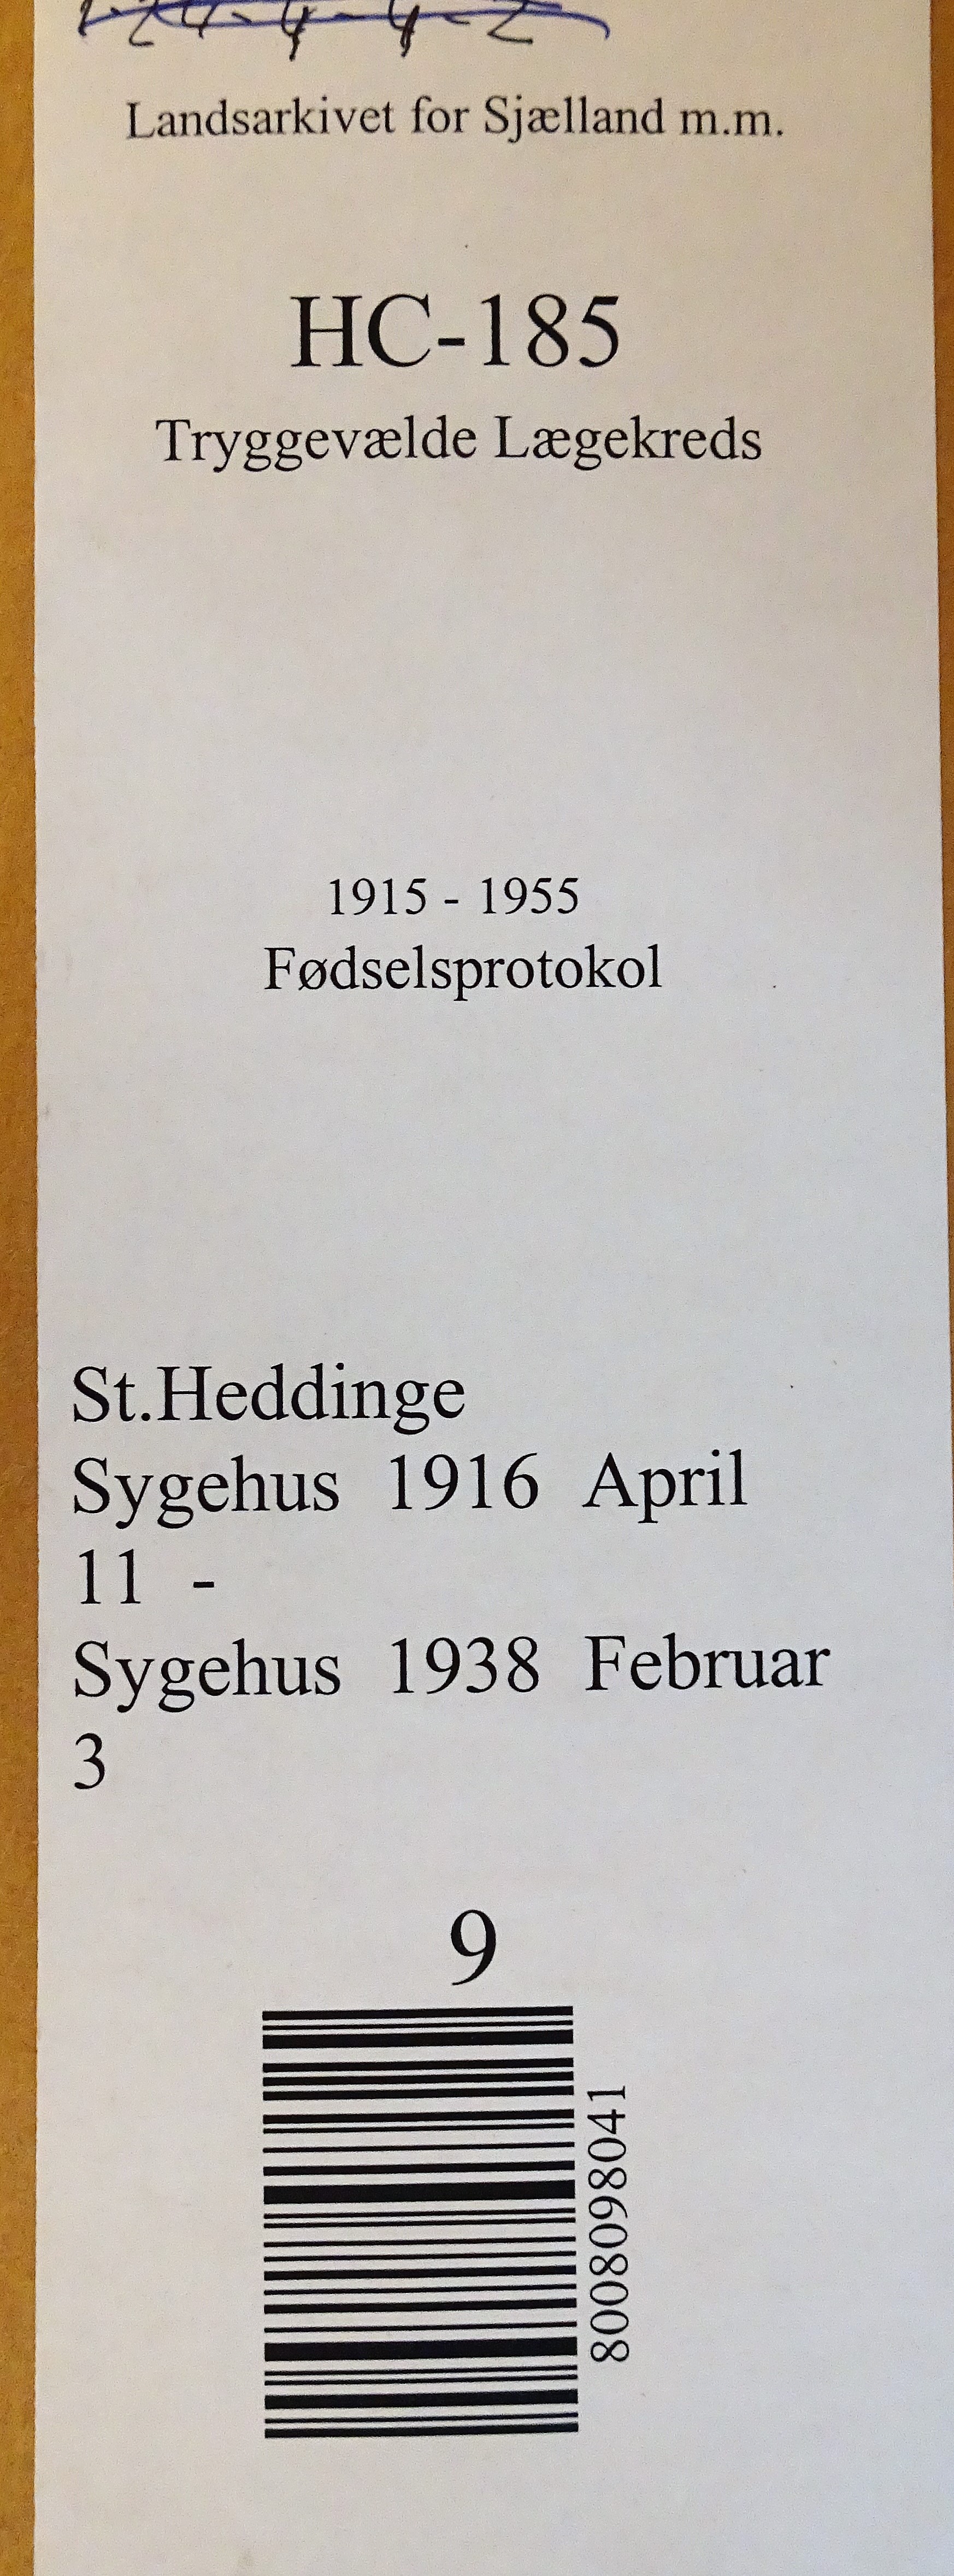 Landsarkivet for Sjælland m.m.
HC-185
Tryggevælde Lægekreds
1915 - 1955
Fødselsprotokol
St.Heddinge
Sygehus 1916 April
11 -
Sygehus 1938 Februar
3
9
8008098041